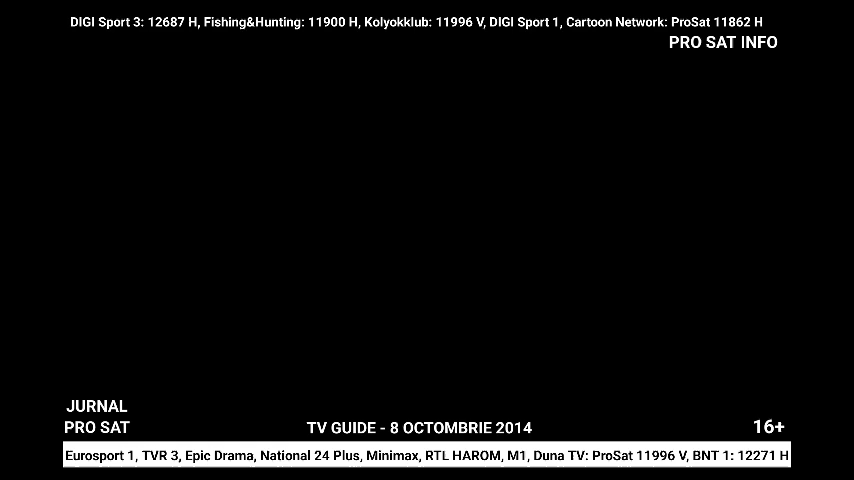 DIGI Sport 3: 12687 H, Fishing&Hunting: 11900 H, Kolyokklub: 11996 V, DIGI Sport 1, Cartoon Network: ProSat 11862 H
PRO SAT INFO
JURNAL
PRO SAT
TV GUIDE - 8 OCTOMBRIE 2014
16+
Eurosport 1, TVR 3, Epic Drama, National 24 Plus, Minimax, RTL HAROM, M1, Duna TV: ProSat 11996 V, BNT 1: 12271 H